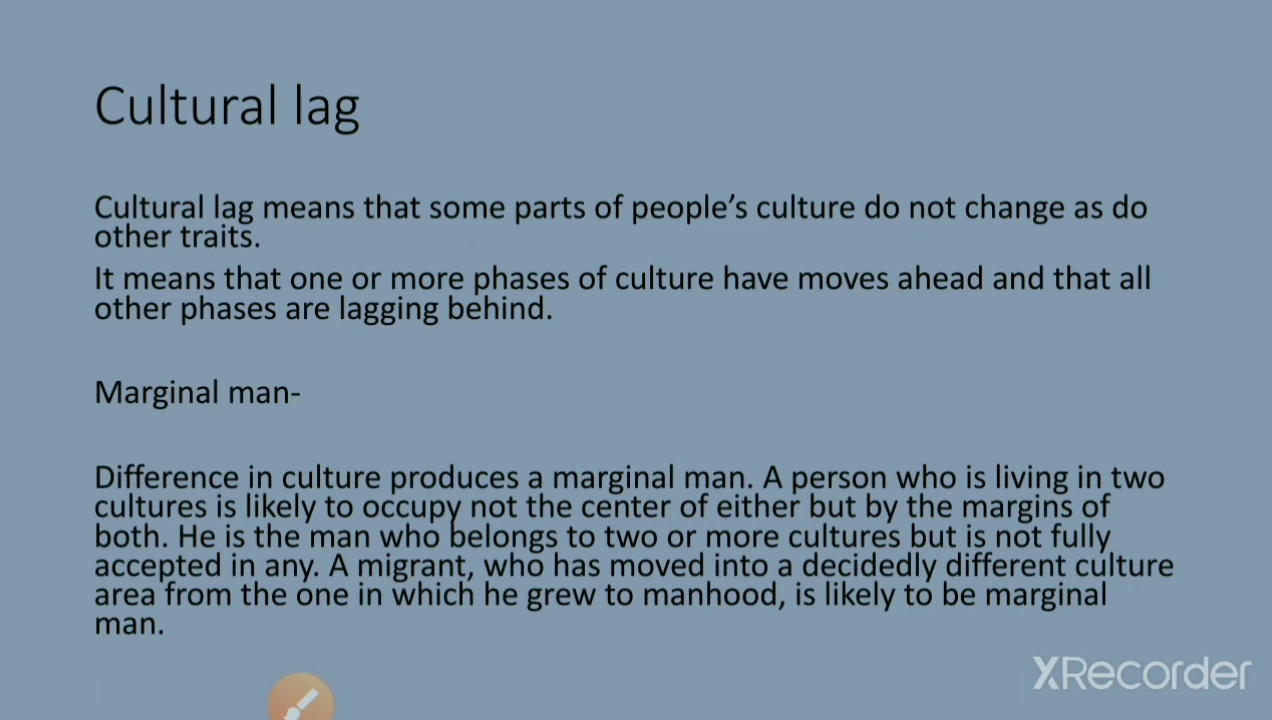 Cultural lag
Cultural lag means that some parts of people’s culture do not change as do
other traits.
It means that one or more phases of culture have moves ahead and that all
other phases are lagging behind.
Marginal man-
Difference in culture produces a marginal man. A person who is living in two
cultures is likely to occupy not the center of either but by the margins of
both. He is the man who belongs to two or more cultures but is not fully
accepted in any. A migrant, who has moved into a decidedly different culture
area from the one in which he grew to manhood, is likely to be marginal
man.
XRecorder